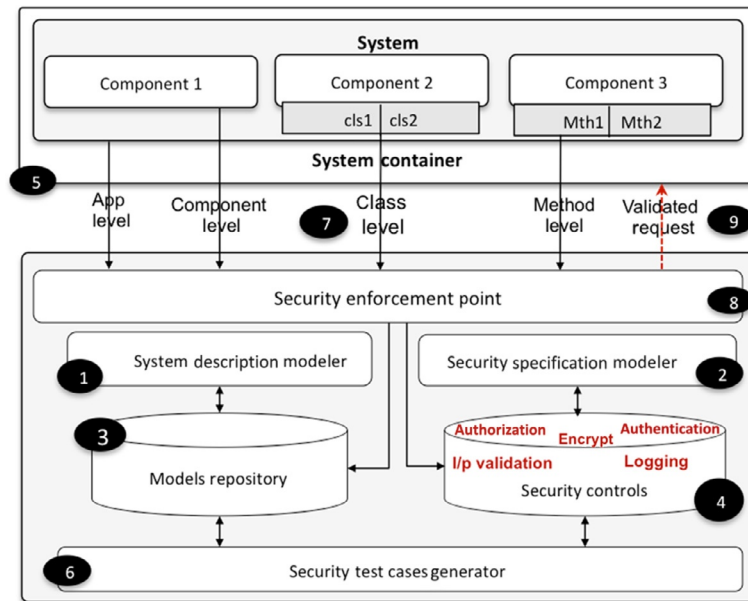 System
Component 1
Component 2
Component 3
cls1 cls2
Mth1 Mth2
System container
5
App
level
Component
level
7
Class
level
Method
level
Validated
request
9
Security enforcement point
8
System description modeler
1
Security specification modeler
2
3
Models repository
Authorization
Encrypt
Authentication
I/p validation
Logging
Security controls
4
6
Security test cases generator